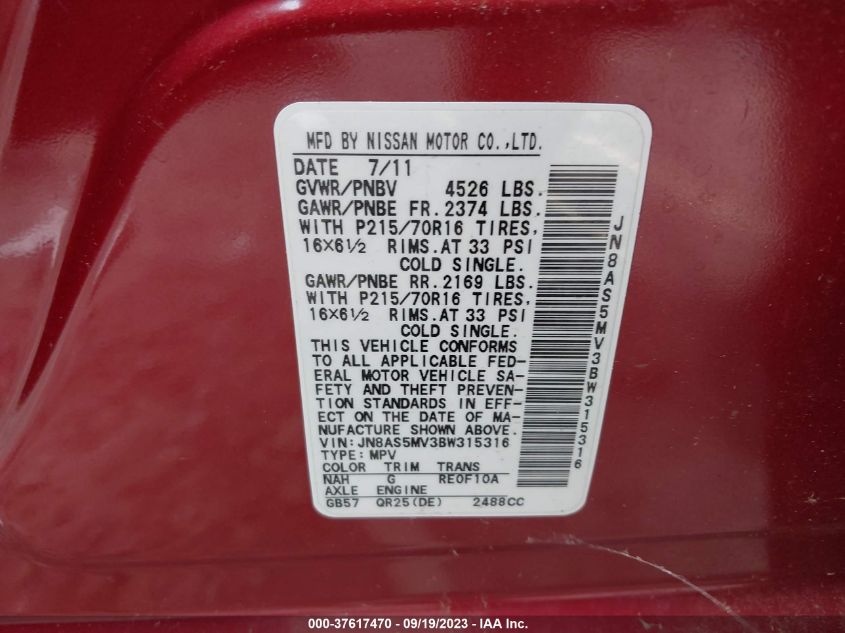 MFD BY NISSAN MOTOR CO.,LTD.
DATE 7/11
GVWR/PNBV 4526 LBS.
GAWR/PNBE FR.2374 LBS.
WITH P215/70R16 TIRES,
16X6½ RIMS.AT 33 PSI
COLD SINGLE.
GAWR/PNBE RR.2169 LBS.
WITH P215/70R16 TIRES,
16X6½ RIMS.AT 33 PSI
COLD SINGLE.
THIS VEHICLE CONFORMS
TO ALL APPLICABLE FED-
ERAL MOTOR VEHICLE SA-
FETY AND THEFT PREVEN-
TION STANDARDS IN EFF-
ECT ON THE DATE OF MA-
NUFACTURE SHOWN ABOVE.
VIN:JN8AS5MV3BW315316
TYPE:MPV
COLOR TRIM TRANS
NAH G RE0F10A
AXLE ENGINE
GB57 QR25(DE) 2488CC
JN8AS5MV3BW315316
000-37617470 - 09/19/2023 - IAA Inc.